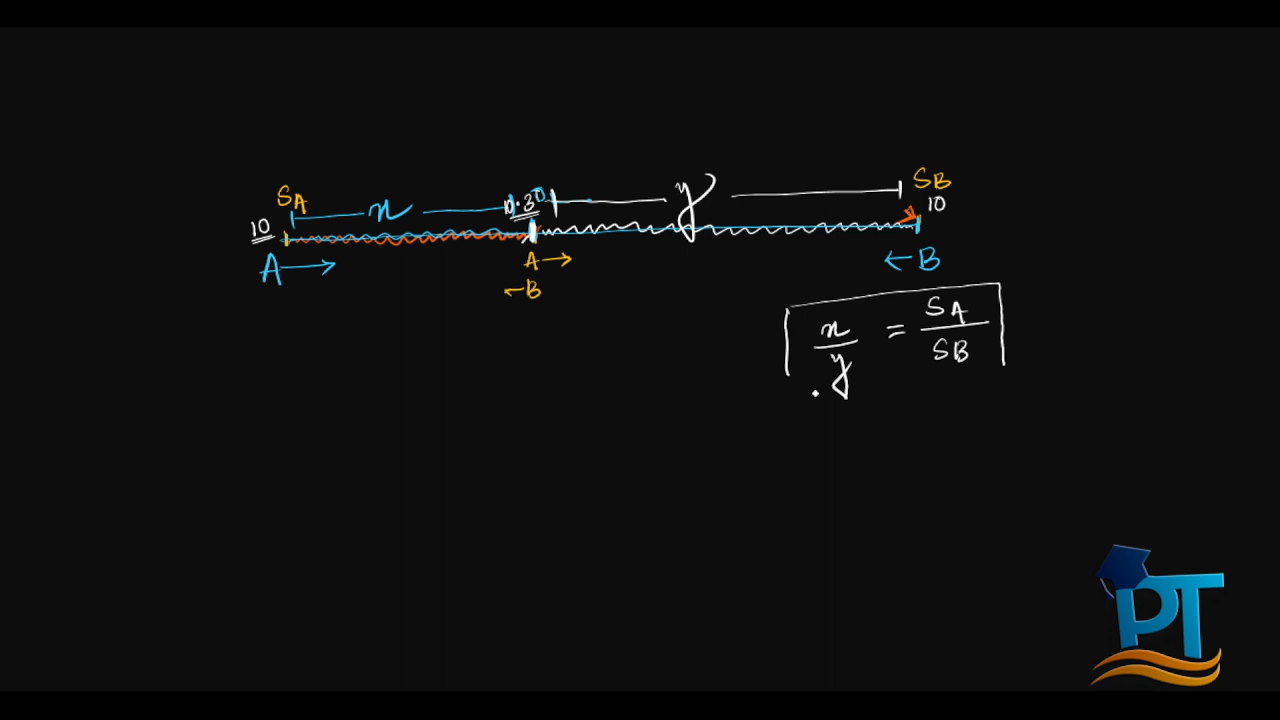 SA x 10.30 y SB
10 10
A → A → ← B
← B
x/y = SA/SB
PT